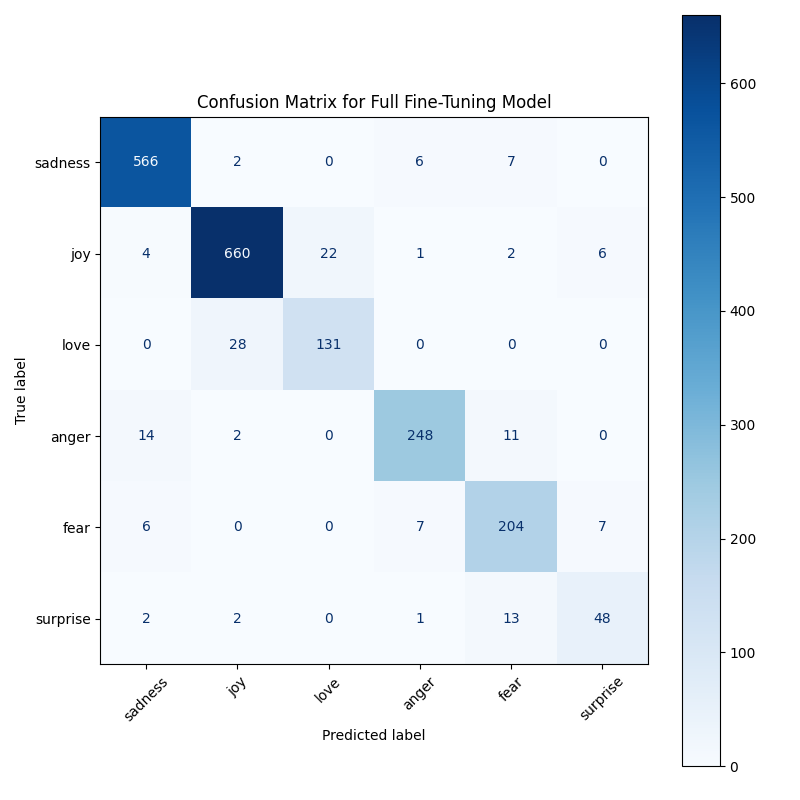 Confusion Matrix for Full Fine-Tuning Model
sadness 566 2 0 6 7 0
joy 4 660 22 1 2 6
love 0 28 131 0 0 0
anger 14 2 0 248 11 0
fear 6 0 0 7 204 7
surprise 2 2 0 1 13 48
sadness joy love anger fear surprise
Predicted label
True label
600
500
400
300
200
100
0